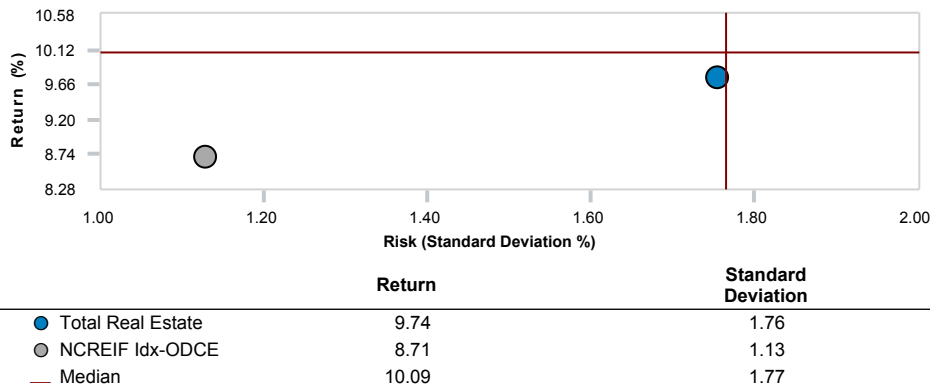 10.58
10.12
9.66
9.20
8.74
8.28
Return (%)
1.00 1.20 1.40 1.60 1.80 2.00
Risk (Standard Deviation %)
Return Standard
Deviation
Total Real Estate 9.74 1.76
NCREIF Idx-ODCE 8.71 1.13
Median 10.09 1.77